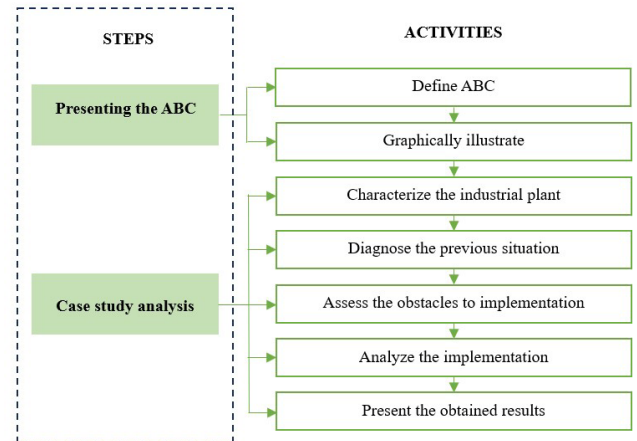 STEPS
ACTIVITIES
Presenting the ABC
Define ABC
Graphically illustrate
Case study analysis
Characterize the industrial plant
Diagnose the previous situation
Assess the obstacles to implementation
Analyze the implementation
Present the obtained results